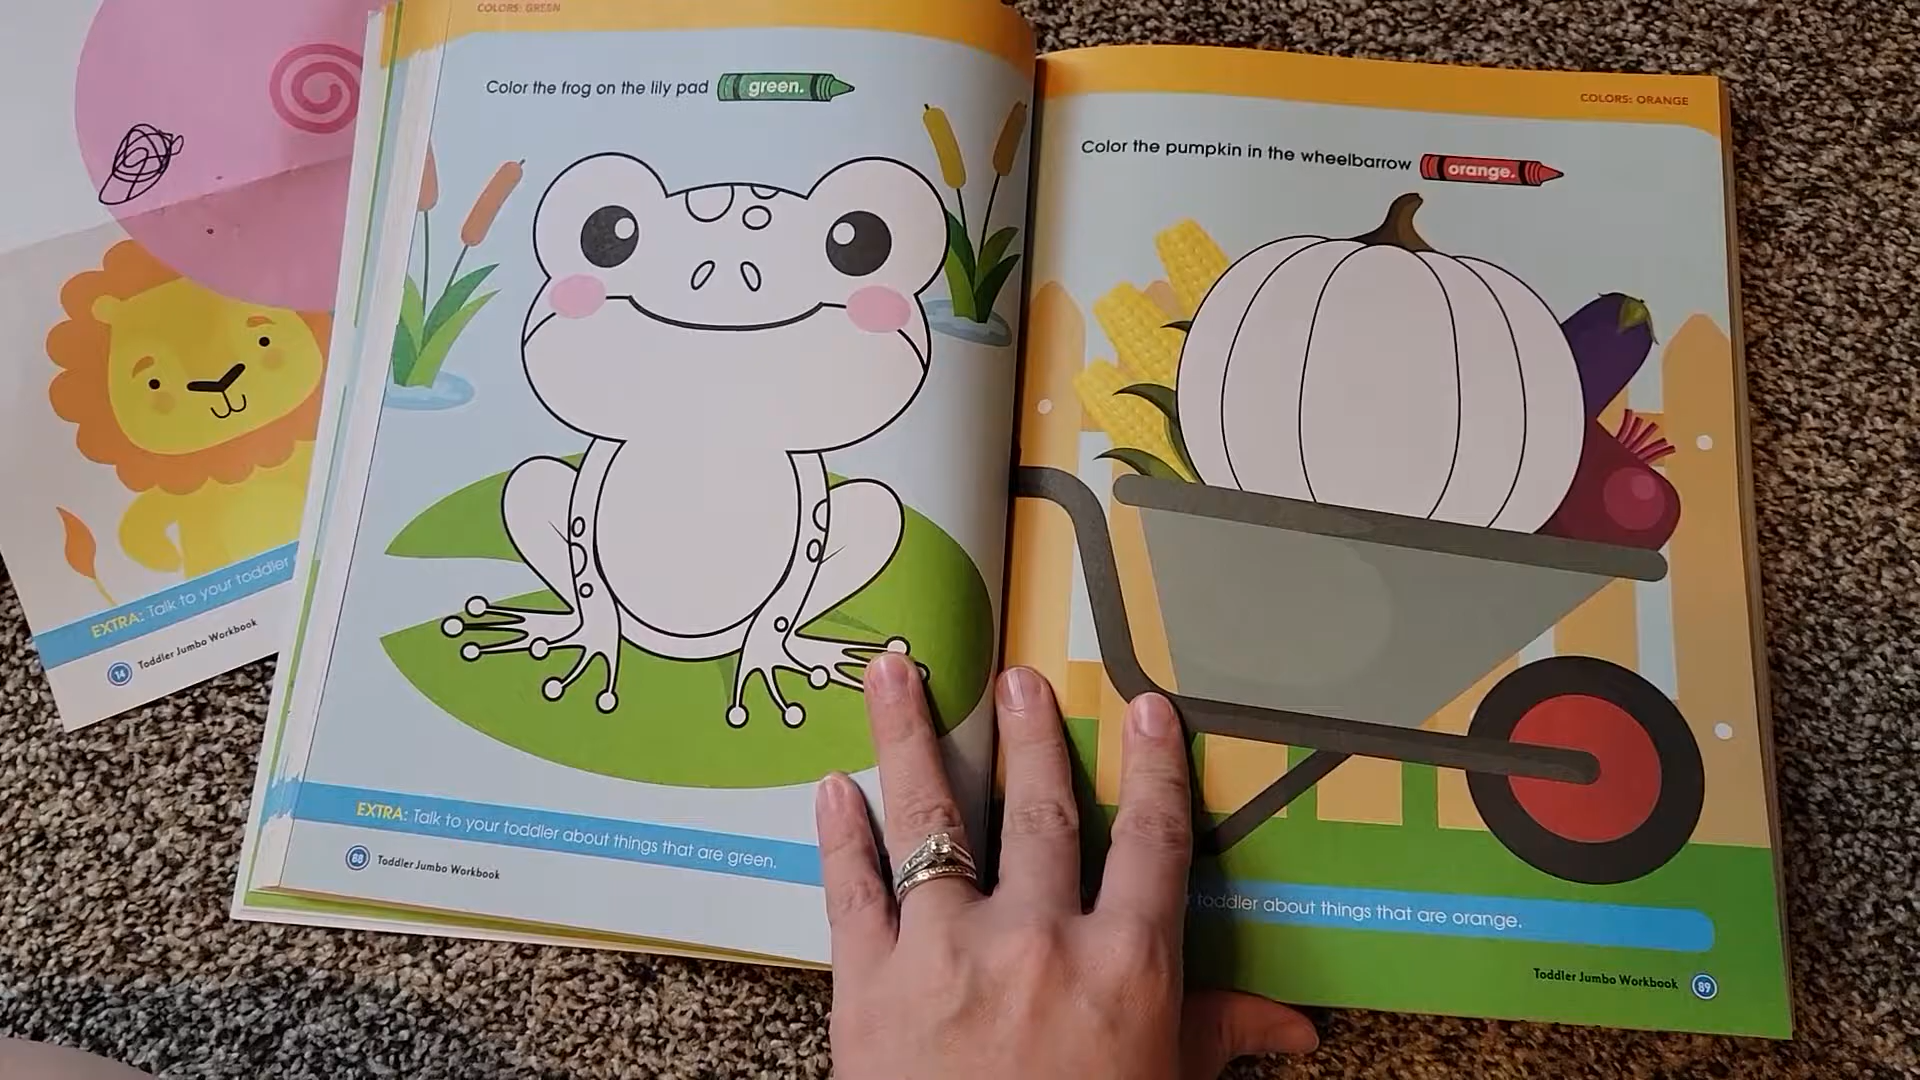 COLORS: GREEN
Color the frog on the lily pad green.
EXTRA: Talk to your toddler about things that are green.
88 Toddler Jumbo Workbook
COLORS: ORANGE
Color the pumpkin in the wheelbarrow orange.
toddler about things that are orange.
Toddler Jumbo Workbook 89
EXTRA: Talk to your toddler
14 Toddler Jumbo Workbook